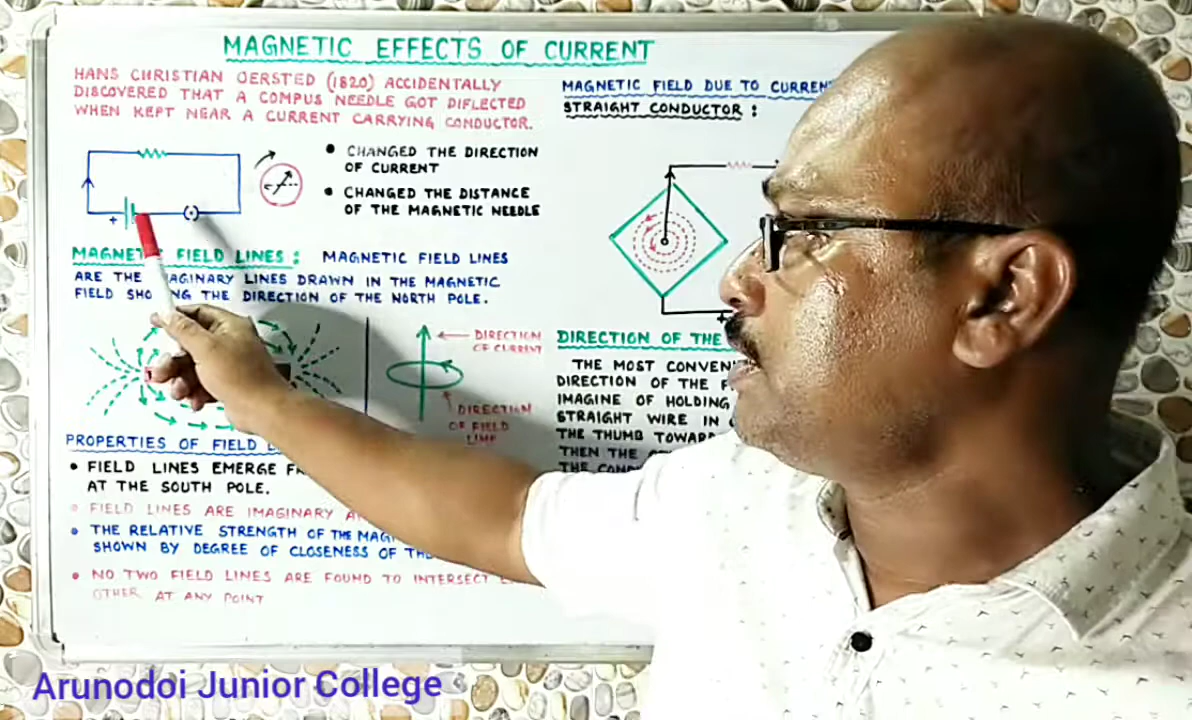 MAGNETIC EFFECTS OF CURRENT
HANS CHRISTIAN OERSTED (1820) ACCIDENTALLY
DISCOVERED THAT A COMPUS NEEDLE GOT DIFLECTED
WHEN KEPT NEAR A CURRENT CARRYING CONDUCTOR.
• CHANGED THE DIRECTION
OF CURRENT
• CHANGED THE DISTANCE
OF THE MAGNETIC NEEDLE
+
MAGNET FIELD LINES : MAGNETIC FIELD LINES
ARE THE LINES DRAWN IN THE MAGNETIC
FIELD THE DIRECTION OF THE NORTH POLE.
DIRECTION
OF CURRENT
DIRECTION
OF FIELD
LINE
PROPERTIES OF FIELD
• FIELD LINES EMERGE
AT THE SOUTH POLE.
• FIELD LINES ARE IMAGINARY
• THE RELATIVE STRENGTH OF THE
SHOWN BY DEGREE OF CLOSENESS OF
• NO TWO FIELD LINES ARE FOUND TO INTERSECT
OTHER AT ANY POINT
MAGNETIC FIELD DUE TO CURREN
STRAIGHT CONDUCTOR :
+
DIRECTION OF THE
THE MOST CONVEN
DIRECTION OF THE
IMAGINE OF HOLDING
STRAIGHT WIRE IN
THE THUMB TOWARD
THEN THE
THE
Arunodoi Junior College